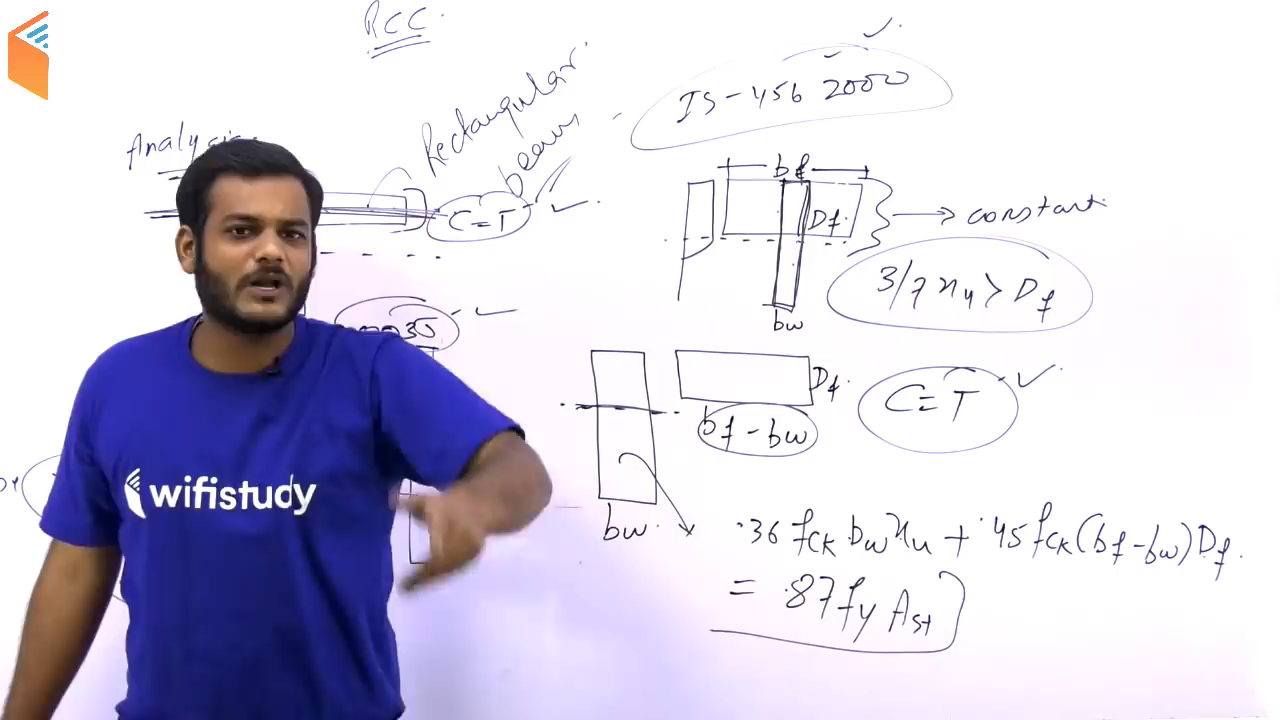 RCC
Analysis
Rectangular
beams
IS-456 2000
C=T
bf
Df
constant
3/7 xu > Df
bw
Df
bf - bw
C=T
bw
.36 fck bw xu + .45 fck (bf-bw) Df
= .87 fy Ast
wifistudy